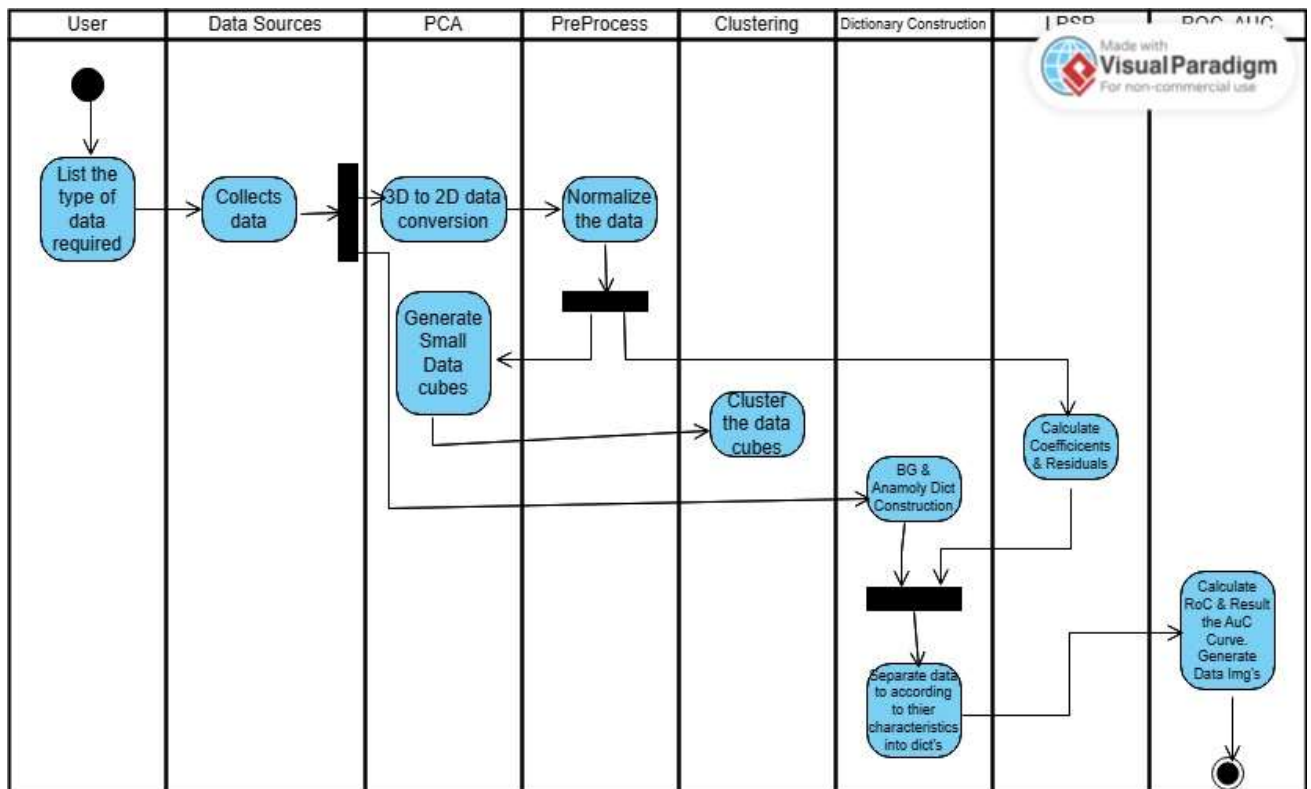 User
Data Sources
PCA
PreProcess
Clustering
Dictionary Construction
Made with
Visual Paradigm
For non-commercial use
List the
type of
data
required
Collects
data
3D to 2D data
conversion
Normalize
the data
Generate
Small
Data
cubes
Cluster
the data
cubes
Calculate
Coefficicents
& Residuals
BG &
Anamoly Dict
Construction
Calculate
RoC & Result
the AuC
Curve.
Generate
Data Img's
Separate data
to according
to thier
characteristics
into dict's